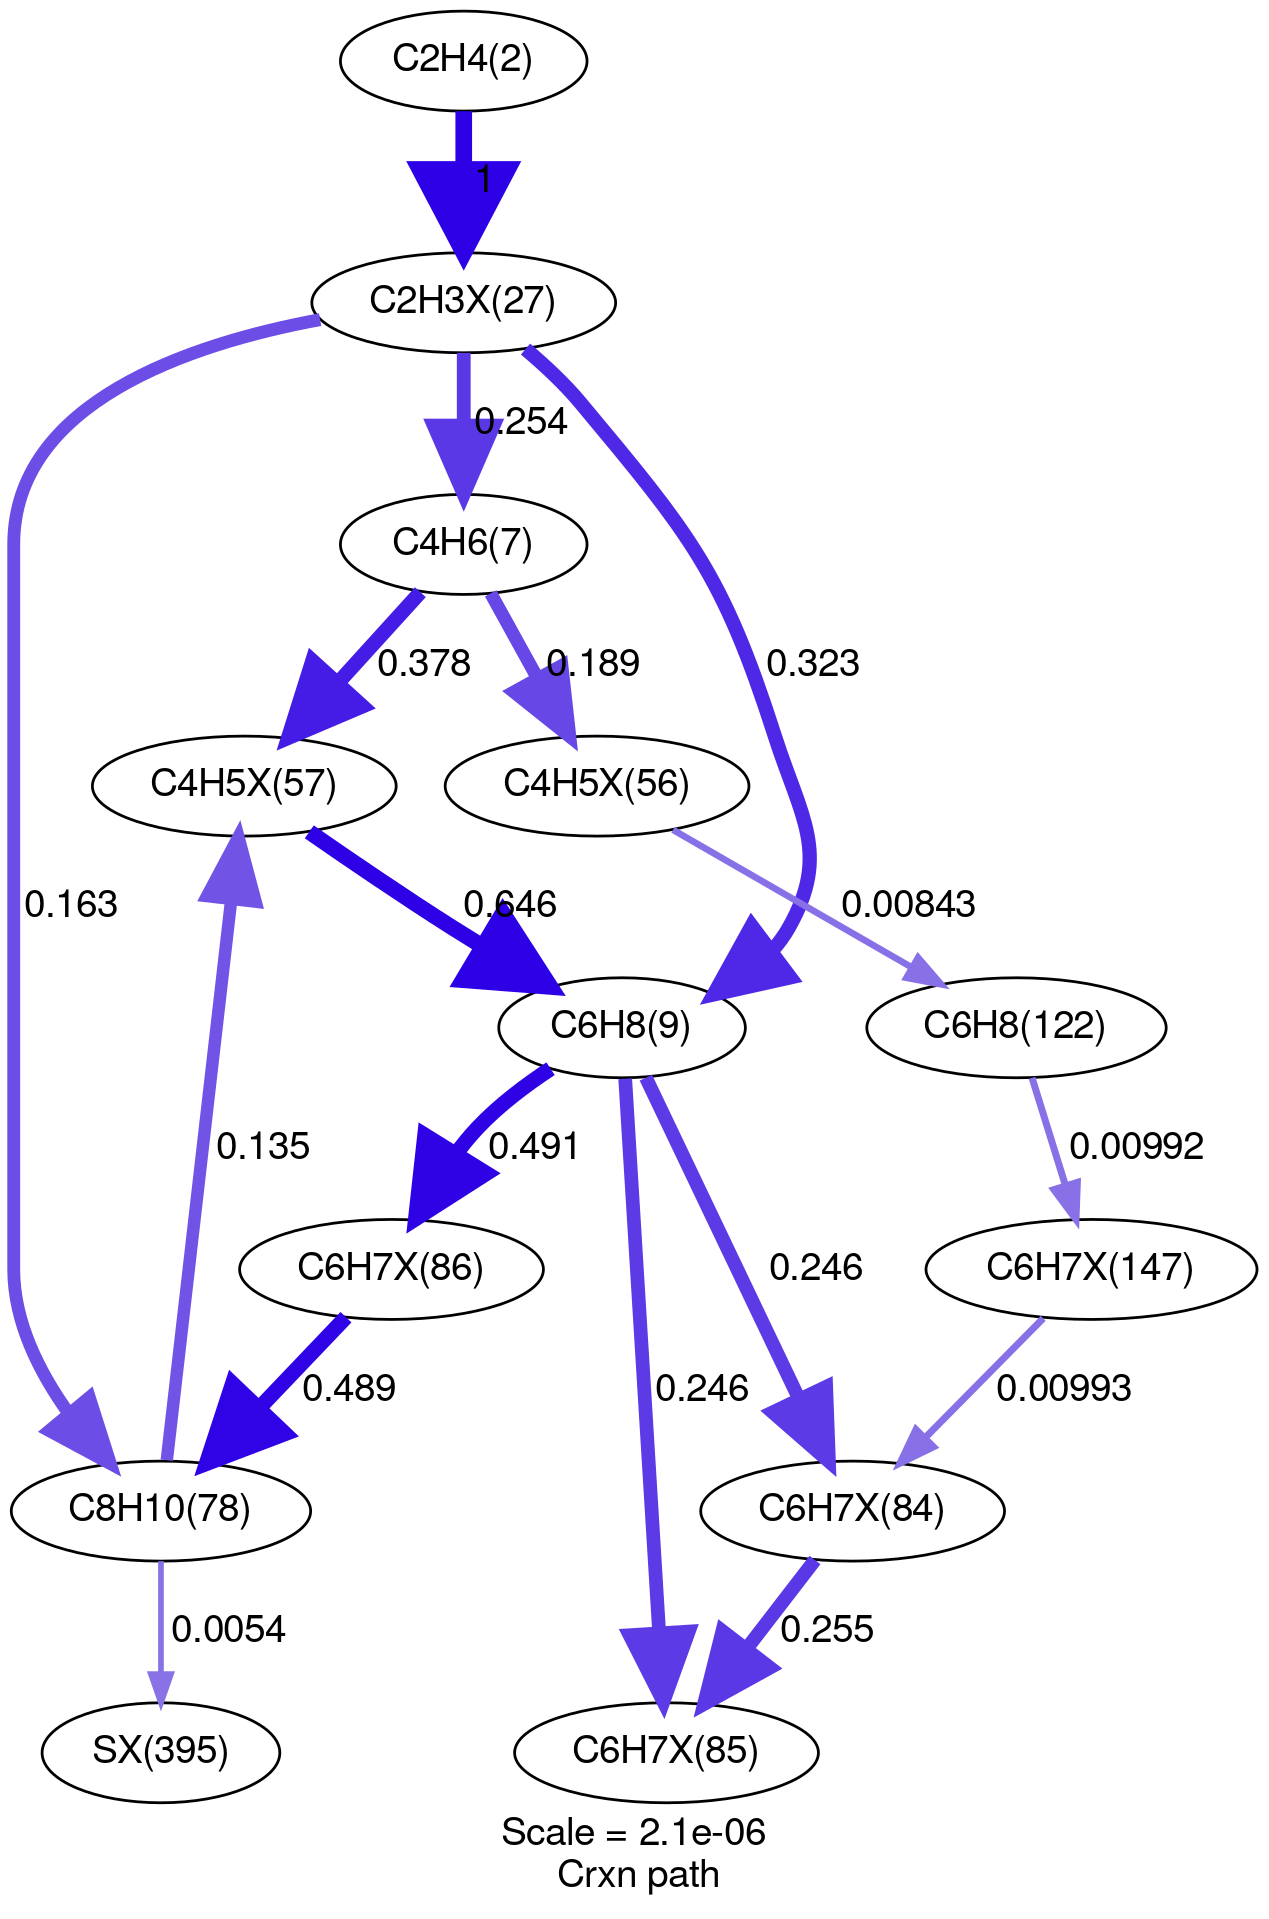 C2H4(2)
1
C2H3X(27)
0.254
C4H6(7)
0.378
0.189
0.323
C4H5X(57)
C4H5X(56)
0.163
0.646
0.00843
C6H8(9)
C6H8(122)
0.135
0.491
0.00992
C6H7X(86)
0.246
C6H7X(147)
0.489
0.246
0.00993
C8H10(78)
C6H7X(84)
0.0054
0.255
SX(395)
C6H7X(85)
Scale = 2.1e-06
Crxn path